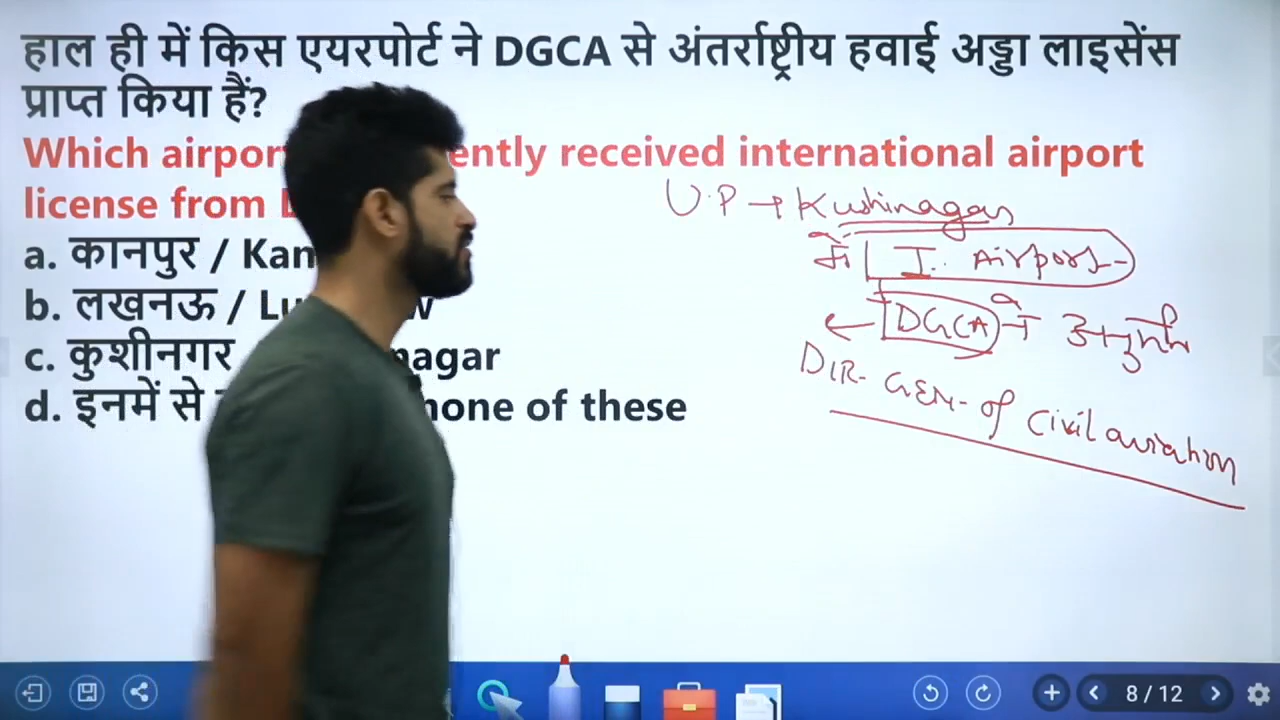 हाल ही में किस एयरपोर्ट ने DGCA से अंतर्राष्ट्रीय हवाई अड्डा लाइसेंस
प्राप्त किया हैं?
Which airpor ently received international airport
license from
a. कानपुर / Kan
b. लखनऊ / Lu w
c. कुशीनगर nagar
d. इनमें से none of these
U.P → Kushinagar
में I. Airport
← DGCA ने अनुमति
DIR. GEN. of Civil aviation
8 / 12